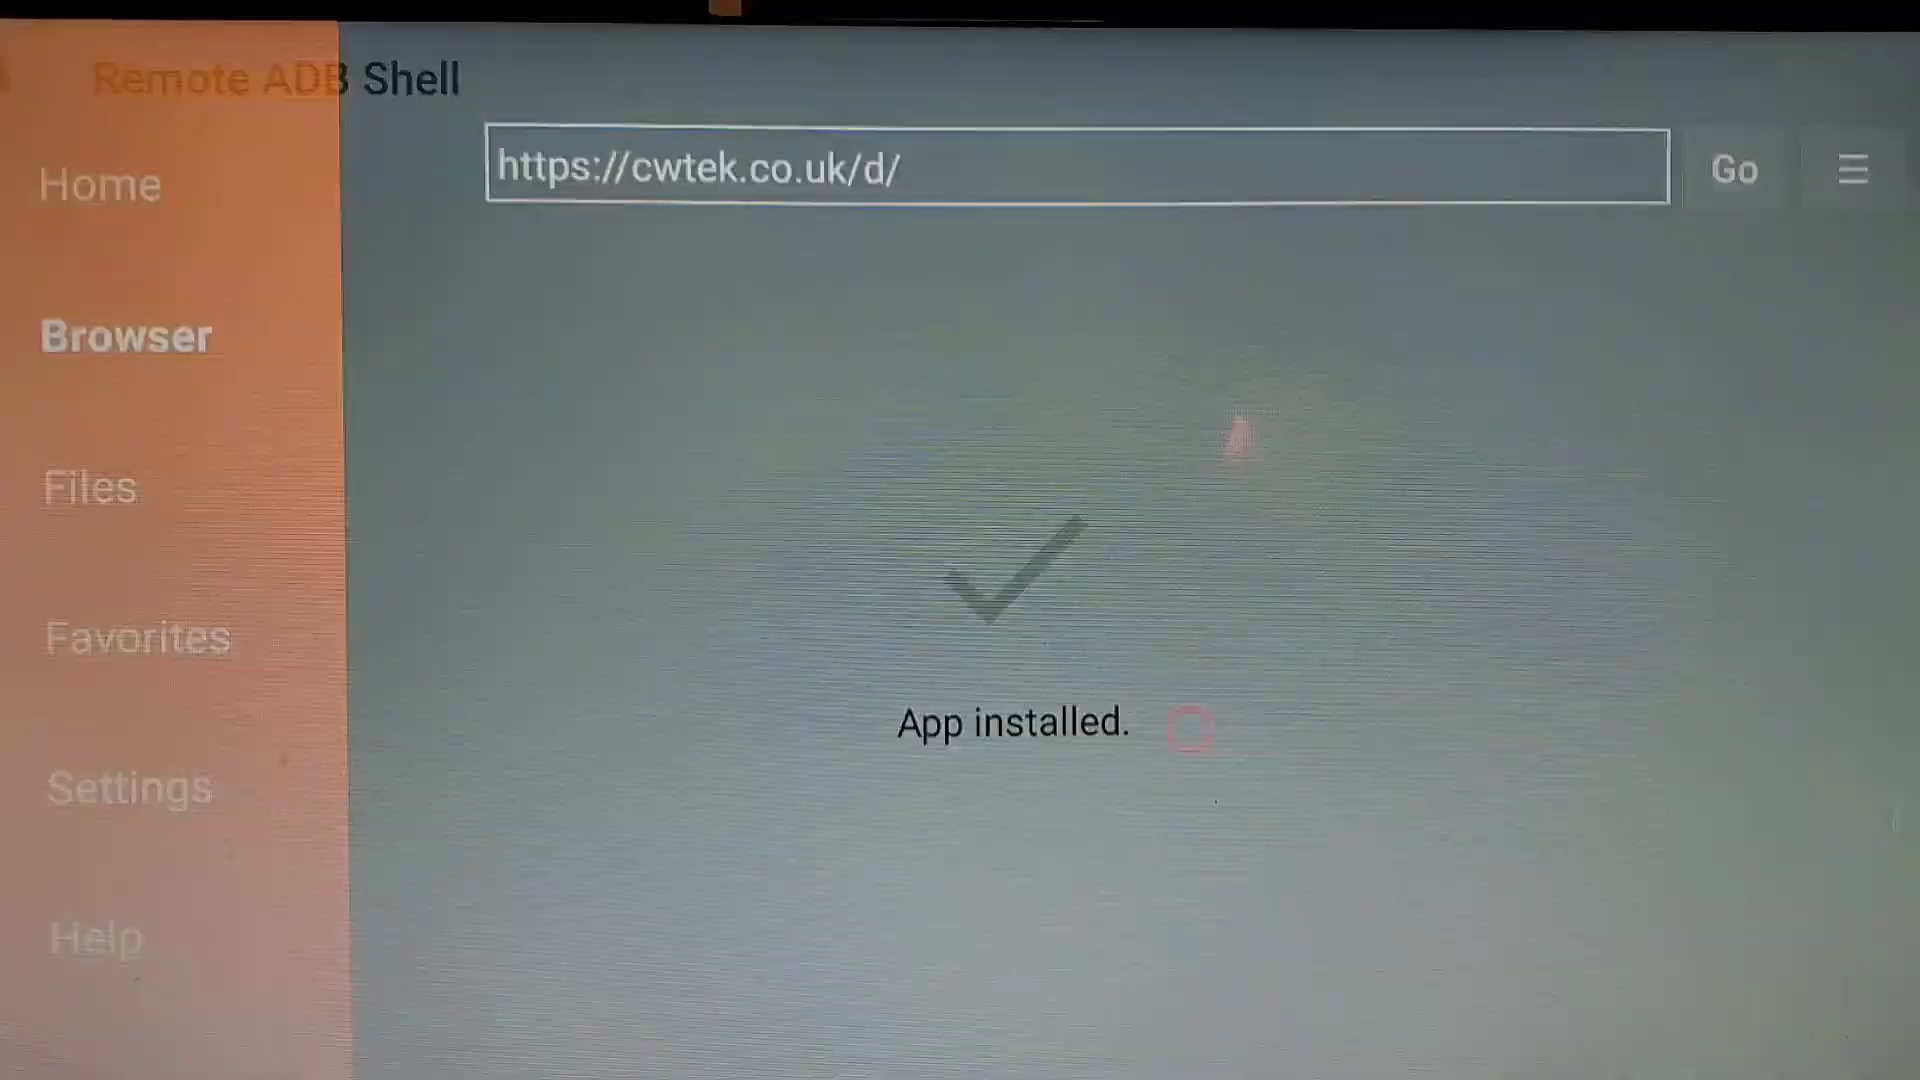 Remote ADB Shell
https://cwtek.co.uk/d/
Go
Home
Browser
Files
Favorites
Settings
Help
App installed.